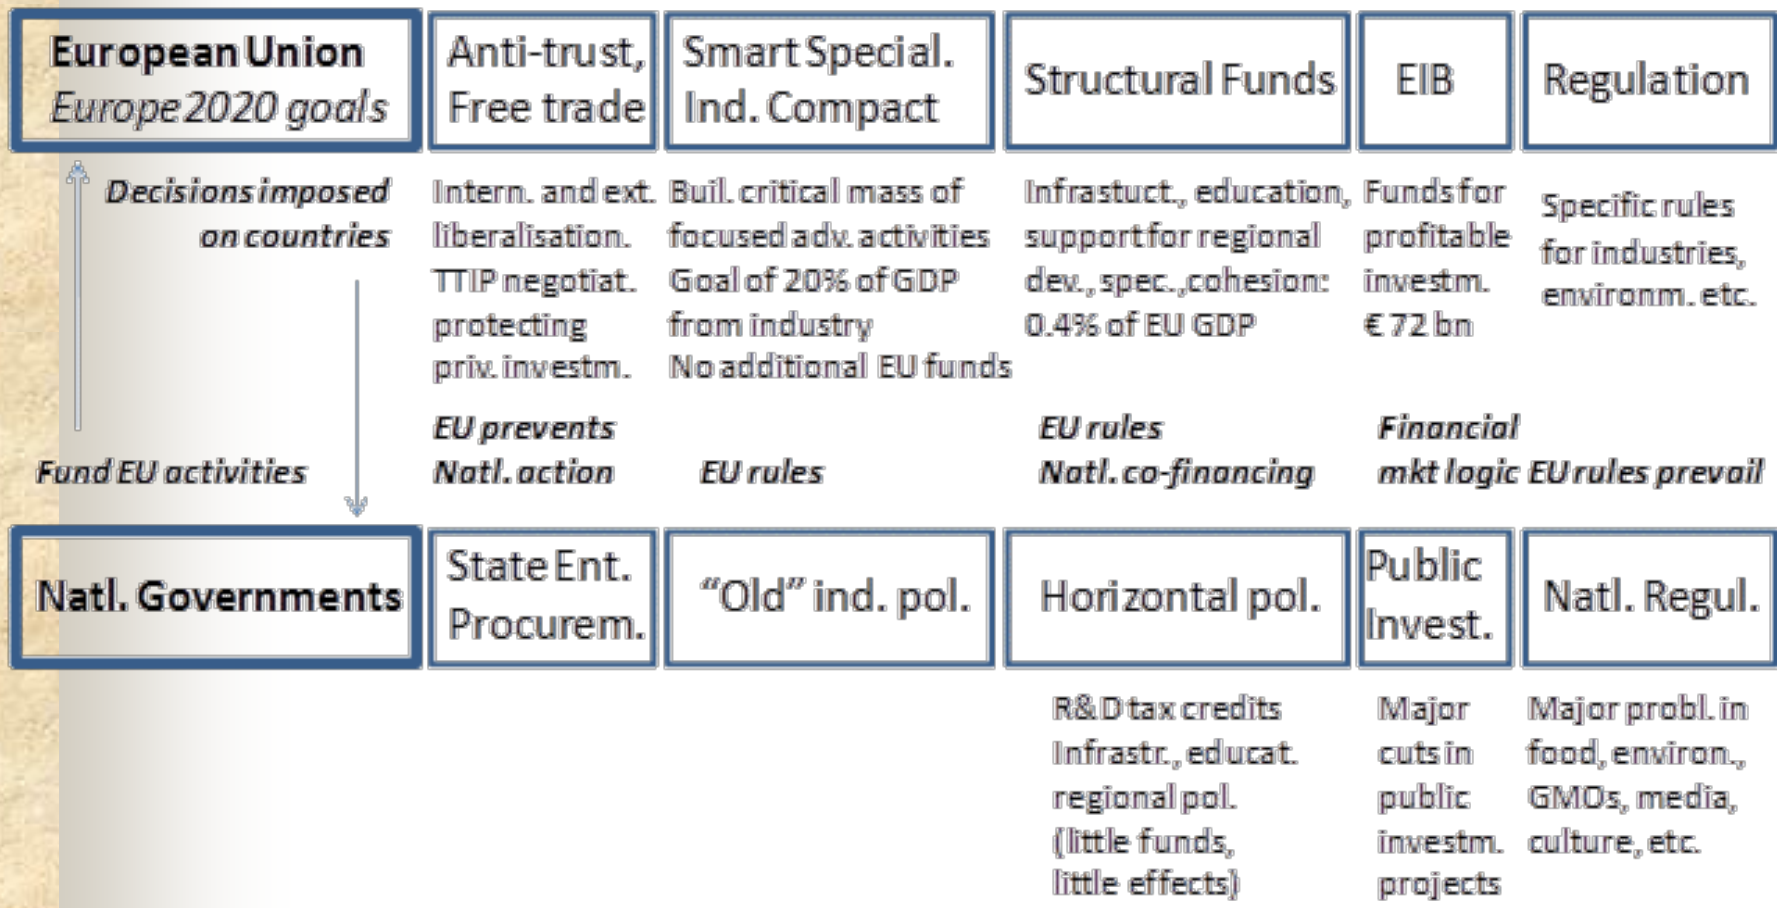 European Union
Europe 2020 goals
Anti-trust,
Free trade
Smart Special.
Ind. Compact
Structural Funds
EIB
Regulation
Decisions imposed
on countries
Intern. and ext.
liberalisation.
TTIP negotiat.
protecting
priv. investm.
Buil. critical mass of
focused adv. activities
Goal of 20% of GDP
from industry
No additional EU funds
Infrastuct., education,
support for regional
dev., spec., cohesion:
0.4% of EU GDP
Funds for
profitable
investm.
€ 72 bn
Specific rules
for industries,
environm. etc.
Fund EU activities
EU prevents
Natl. action
EU rules
EU rules
Natl. co-financing
Financial
mkt logic
EU rules prevail
Natl. Governments
State Ent.
Procurem.
“Old” ind. pol.
Horizontal pol.
Public
Invest.
Natl. Regul.
R&D tax credits
Infrastr., educat.
regional pol.
(little funds,
little effects)
Major
cuts in
public
investm.
projects
Major probl. in
food, environ.,
GMOs, media,
culture, etc.